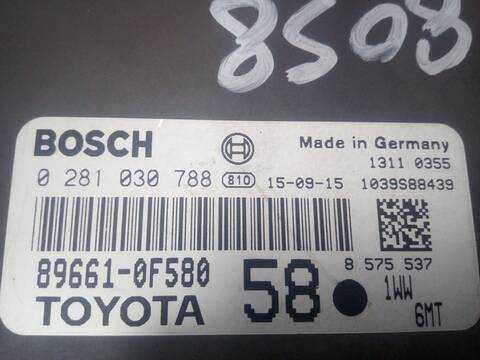 8508
BOSCH
Made in Germany
1311 0355
0 281 030 788 810 15-09-15 1039S88439
89661-0F580
58
8 575 537
TOYOTA
1WW
6MT